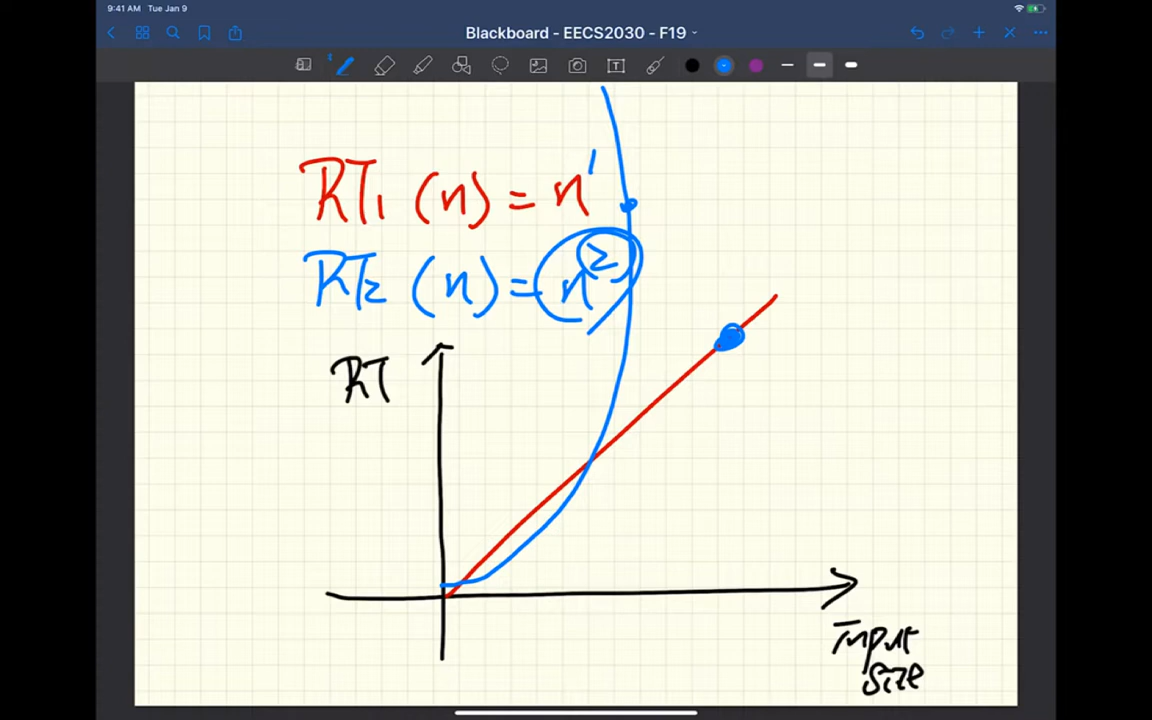 9:41 AM Tue Jan 9
Blackboard - EECS2030 - F19
RT₁ (n) = n¹
RT₂ (n) = n²
RT
Input
Size